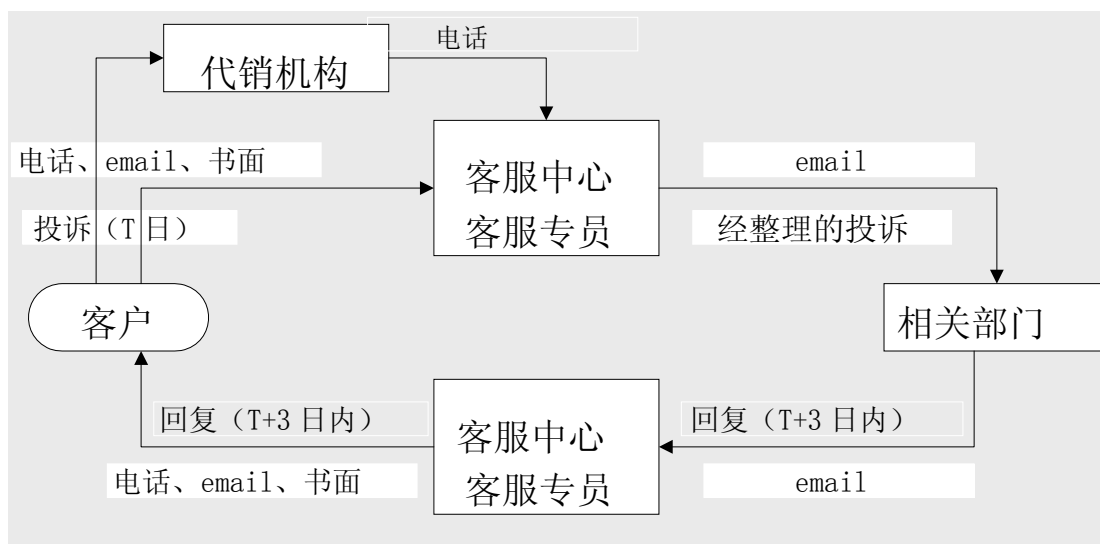 电话
代销机构
电话、email、书面
客服中心
客服专员
email
投诉（T 日）
经整理的投诉
客户
相关部门
回复（T+3 日内）
客服中心
客服专员
回复（T+3 日内）
电话、email、书面
email